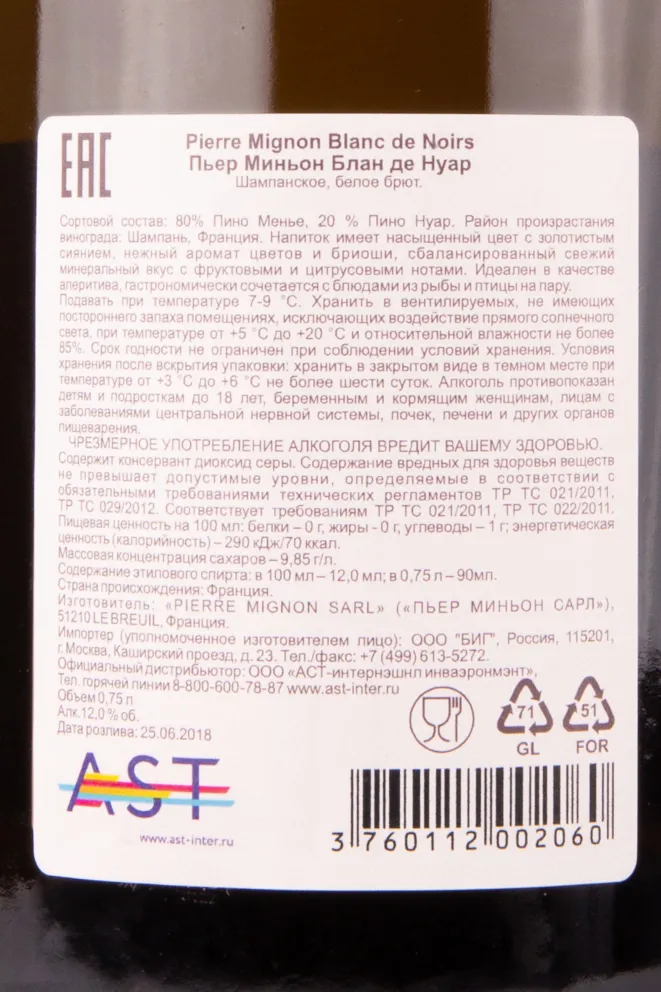 EAC
Pierre Mignon Blanc de Noirs
Пьер Миньон Блан де Нуар
Шампанское, белое брют.
Сортовой состав: 80% Пино Менье, 20 % Пино Нуар. Район произрастания
винограда: Шампань, Франция. Напиток имеет насыщенный цвет с золотистым
сиянием, нежный аромат цветов и бриоши, сбалансированный свежий
минеральный вкус с фруктовыми и цитрусовыми нотами. Идеален в качестве
аперитива, гастрономически сочетается с блюдами из рыбы и птицы на пару.
Подавать при температуре 7-9 °С. Хранить в вентилируемых, не имеющих
постороннего запаха помещениях, исключающих воздействие прямого солнечного
света, при температуре от +5 °С до +20 °С и относительной влажности не более
85%. Срок годности не ограничен при соблюдении условий хранения. Условия
хранения после вскрытия упаковки: хранить в закрытом виде в темном месте при
температуре от +3 °С до +6 °С не более шести суток. Алкоголь противопоказан
детям и подросткам до 18 лет, беременным и кормящим женщинам, лицам с
заболеваниями центральной нервной системы, почек, печени и других органов
пищеварения.
ЧРЕЗМЕРНОЕ УПОТРЕБЛЕНИЕ АЛКОГОЛЯ ВРЕДИТ ВАШЕМУ ЗДОРОВЬЮ.
Содержит консервант диоксид серы. Содержание вредных для здоровья веществ
не превышает допустимые уровни, определяемые в соответствии с
обязательными требованиями технических регламентов ТР ТС 021/2011,
ТР ТС 029/2012. Соответствует требованиям ТР ТС 021/2011, ТР ТС 022/2011.
Пищевая ценность на 100 мл: белки – 0 г, жиры - 0 г, углеводы – 1 г; энергетическая
ценность (калорийность) – 290 кДж/70 ккал.
Массовая концентрация сахаров – 9,85 г/л.
Содержание этилового спирта: в 100 мл – 12,0 мл; в 0,75 л – 90мл.
Страна происхождения: Франция.
Изготовитель: «PIERRE MIGNON SARL» («ПЬЕР МИНЬОН САРЛ»),
51210 LE BREUIL, Франция.
Импортер (уполномоченное изготовителем лицо): ООО "БИГ", Россия, 115201,
г. Москва, Каширский проезд, д. 23. Тел./факс: +7 (499) 613-5272.
Официальный дистрибьютор: ООО «АСТ-интернэшнл инваэронмэнт»,
Тел. горячей линии 8-800-600-78-87 www.ast-inter.ru
Объем 0,75 л
Алк.12,0 % об.
Дата розлива: 25.06.2018
71
GL
51
FOR
AST
www.ast-inter.ru
3 760112 002060